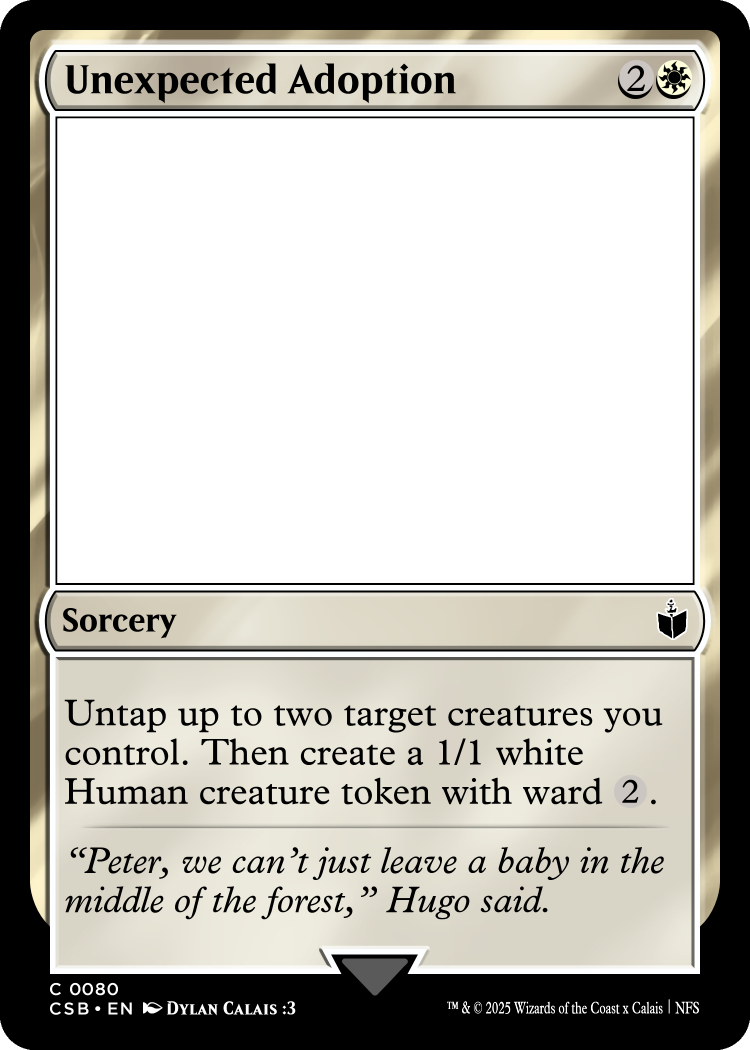 Unexpected Adoption 2
Sorcery
Untap up to two target creatures you
control. Then create a 1/1 white
Human creature token with ward 2.
“Peter, we can’t just leave a baby in the
middle of the forest,” Hugo said.
C 0080
CSB • EN Dylan Calais :3
™ & © 2025 Wizards of the Coast x Calais | NFS